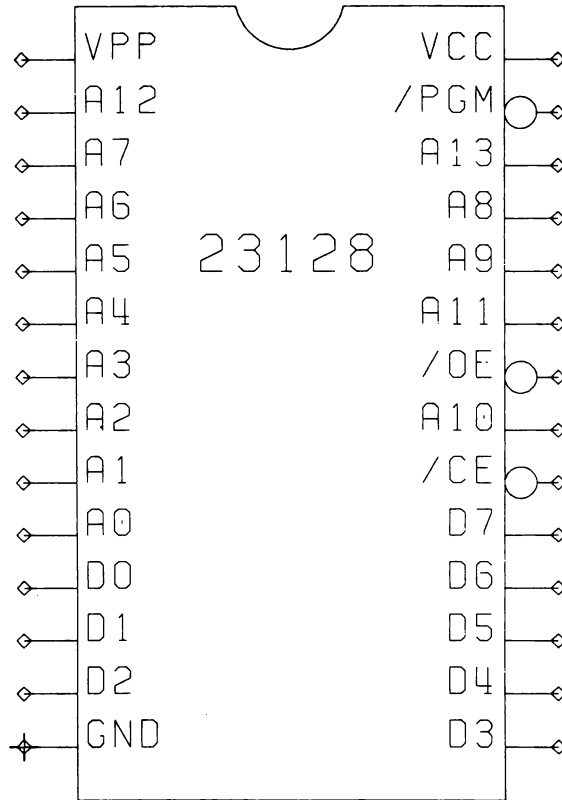 VPP VCC
A12 /PGM
A7 A13
A6 A8
A5 23128 A9
A4 A11
A3 /OE
A2 A10
A1 /CE
A0 D7
D0 D6
D1 D5
D2 D4
GND D3